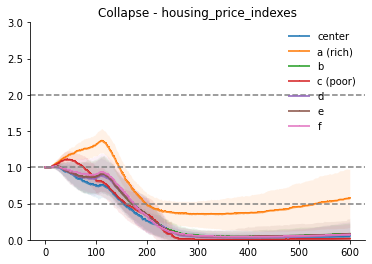 Collapse - housing_price_indexes
3.0
2.5
2.0
1.5
1.0
0.5
0.0
center
a (rich)
b
c (poor)
d
e
f
0 100 200 300 400 500 600